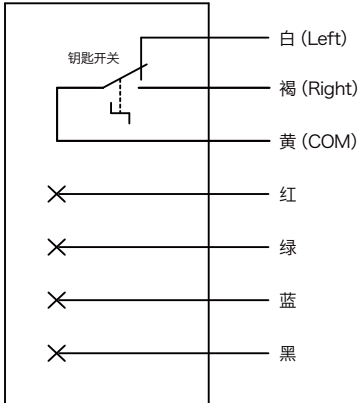 白 (Left)
钥匙开关
褐 (Right)
黄 (COM)
红
绿
蓝
黑